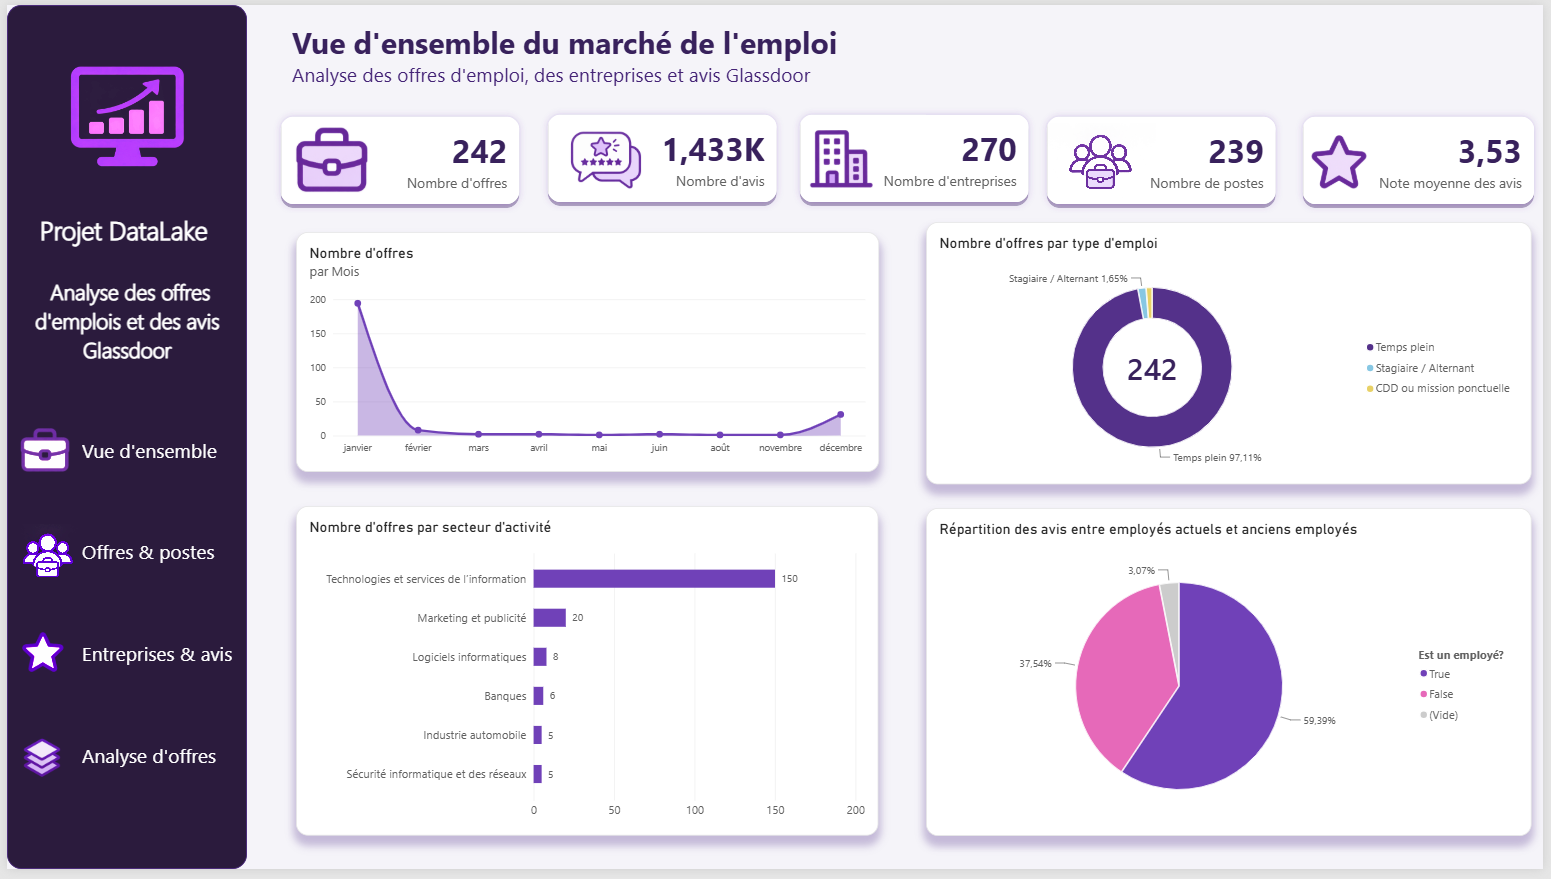 Projet DataLake
Analyse des offres
d'emplois et des avis
Glassdoor
Vue d'ensemble
Offres & postes
Entreprises & avis
Analyse d'offres
Vue d'ensemble du marché de l'emploi
Analyse des offres d'emploi, des entreprises et avis Glassdoor
242
Nombre d'offres
1,433K
Nombre d'avis
270
Nombre d'entreprises
239
Nombre de postes
3,53
Note moyenne des avis
Nombre d'offres
par Mois
200
150
100
50
0
janvier février mars avril mai juin août novembre décembre
Nombre d'offres par type d'emploi
Stagiaire / Alternant 1,65%
242
Temps plein 97,11%
Temps plein
Stagiaire / Alternant
CDD ou mission ponctuelle
Nombre d'offres par secteur d'activité
Technologies et services de l'information 150
Marketing et publicité 20
Logiciels informatiques 8
Banques 6
Industrie automobile 5
Sécurité informatique et des réseaux 5
0 50 100 150 200
Répartition des avis entre employés actuels et anciens employés
3,07%
37,54%
59,39%
Est un employé?
True
False
(Vide)